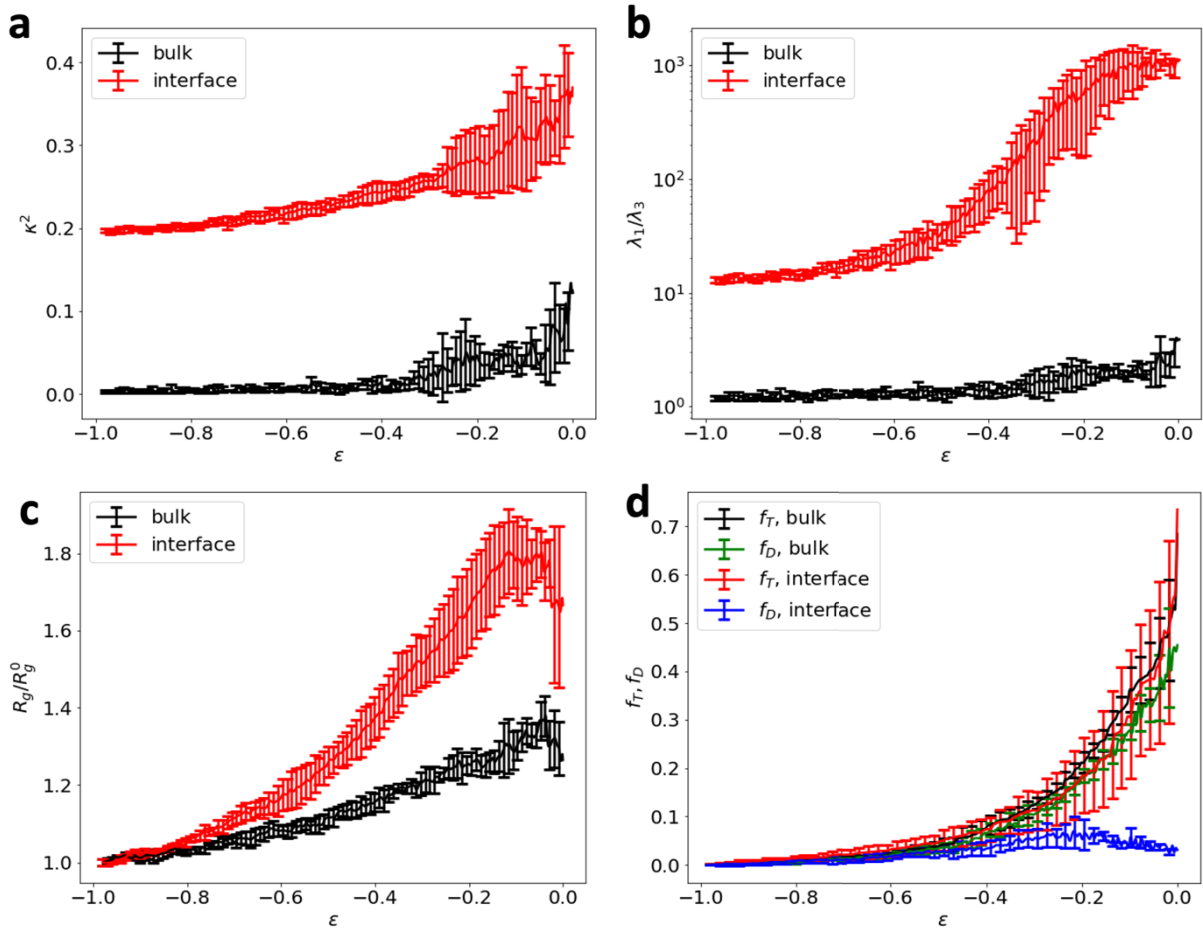 a
bulk
interface
0.4
0.3
0.2
0.1
0.0
κ²
−1.0 −0.8 −0.6 −0.4 −0.2 0.0
ε
b
bulk
interface
10³
10²
10¹
10⁰
λ₁/λ₃
−1.0 −0.8 −0.6 −0.4 −0.2 0.0
ε
c
bulk
interface
1.8
1.6
1.4
1.2
1.0
R_g/R_g⁰
−1.0 −0.8 −0.6 −0.4 −0.2 0.0
ε
d
f_T, bulk
f_D, bulk
f_T, interface
f_D, interface
0.7
0.6
0.5
0.4
0.3
0.2
0.1
0.0
f_T, f_D
−1.0 −0.8 −0.6 −0.4 −0.2 0.0
ε